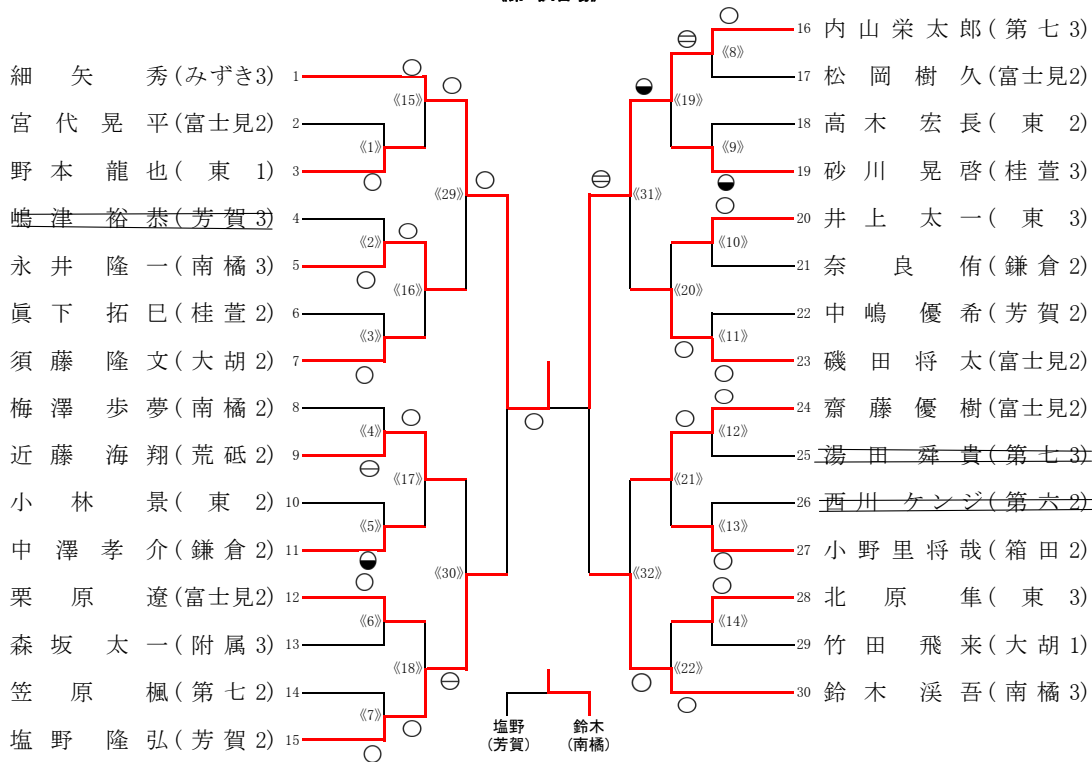 細矢秀(みずき3) 1
宮代晃平(富士見2) 2
野本龍也(東1) 3
嶋津裕恭(芳賀3) 4
永井隆一(南橘3) 5
眞下拓巳(桂萱2) 6
須藤隆文(大胡2) 7
梅澤歩夢(南橘2) 8
近藤海翔(荒砥2) 9
小林景(東2) 10
中澤孝介(鎌倉2) 11
栗原遼(富士見2) 12
森坂太一(附属3) 13
笠原楓(第七2) 14
塩野隆弘(芳賀2) 15
《15》
《1》
《29》
《2》
《16》
《3》
《4》
《17》
《5》
《30》
《6》
《18》
《7》
塩野
(芳賀)
鈴木
(南橘)
《8》
《19》
《9》
《31》
《10》
《20》
《11》
《12》
《21》
《13》
《32》
《14》
《22》
16 内山栄太郎(第七3)
17 松岡樹久(富士見2)
18 高木宏長(東2)
19 砂川晃啓(桂萱3)
20 井上太一(東3)
21 奈良侑(鎌倉2)
22 中嶋優希(芳賀2)
23 磯田将太(富士見2)
24 齋藤優樹(富士見2)
25 湯田舜貴(第七3)
26 西川ケンジ(第六2)
27 小野里将哉(箱田2)
28 北原隼(東3)
29 竹田飛来(大胡1)
30 鈴木渓吾(南橘3)